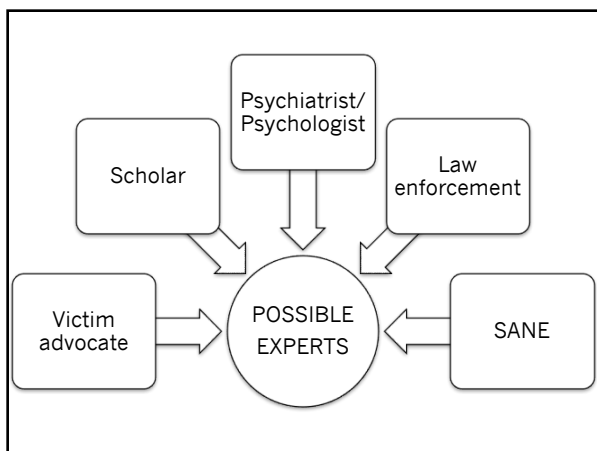 Psychiatrist/
Psychologist
Scholar
Law
enforcement
Victim
advocate
POSSIBLE
EXPERTS
SANE